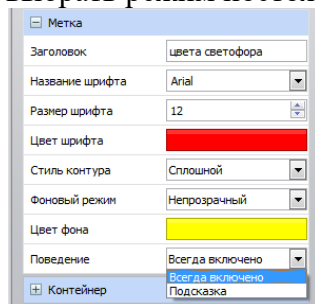 Метка
Заголовок цвета светофора
Название шрифта Arial
Размер шрифта 12
Цвет шрифта
Стиль контура Сплошной
Фоновый режим Непрозрачный
Цвет фона
Поведение Всегда включено
Всегда включено
Контейнер Подсказка